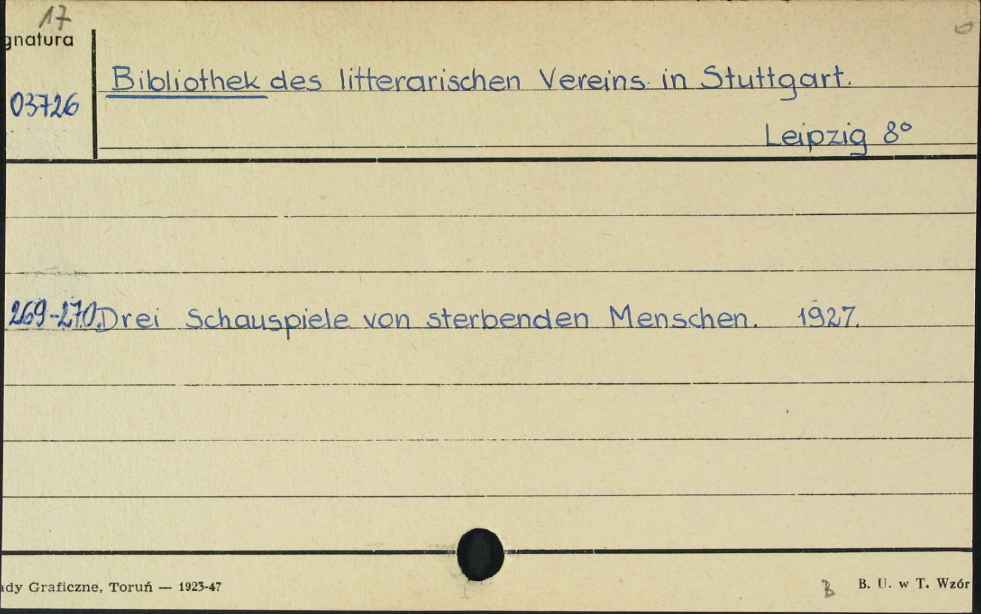 17
gnatura
Bibliothek des litterarischen Vereins in Stuttgart.
03726
Leipzig 8°
269-270. Drei Schauspiele von sterbenden Menschen. 1927.
ady Graficzne, Toruń — 1923-47
B B. U. w T. Wzór